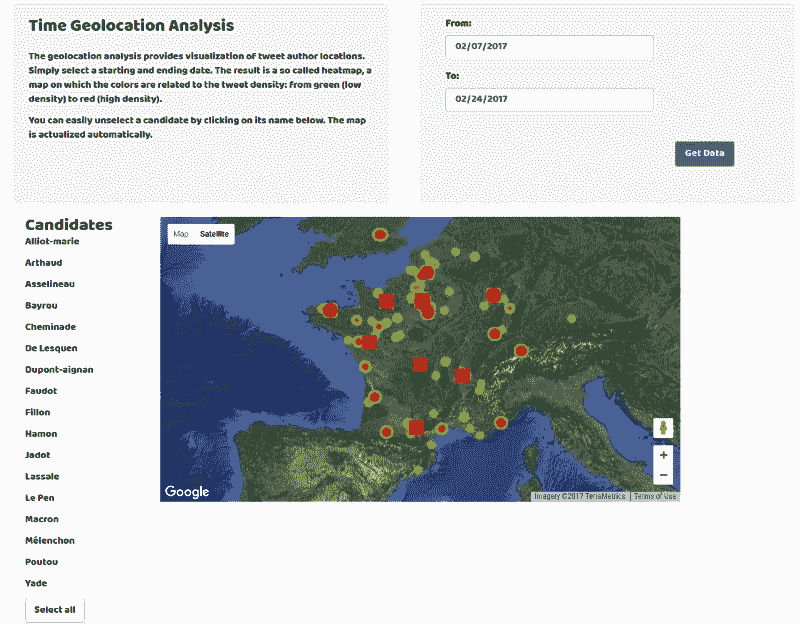 Time Geolocation Analysis
The geolocation analysis provides visualization of tweet author locations.
Simply select a starting and ending date. The result is a so called heatmap, a
map on which the colors are related to the tweet density: from green (low
density) to red (high density).
You can easily unselect a candidate by clicking on its name below. The map
is actualized automatically.
From:
02/07/2017
To:
02/24/2017
Get Data
Candidates
Alliot-marie
Arthaud
Asselineau
Bayrou
Cheminade
De Lesquen
Dupont-aignan
Faudot
Fillon
Hamon
Jadot
Lassale
Le Pen
Macron
Mélenchon
Poutou
Yade
Select all
Map
Satellite
+
−
Google
Imagery ©2017 TerraMetrics
Terms of Use